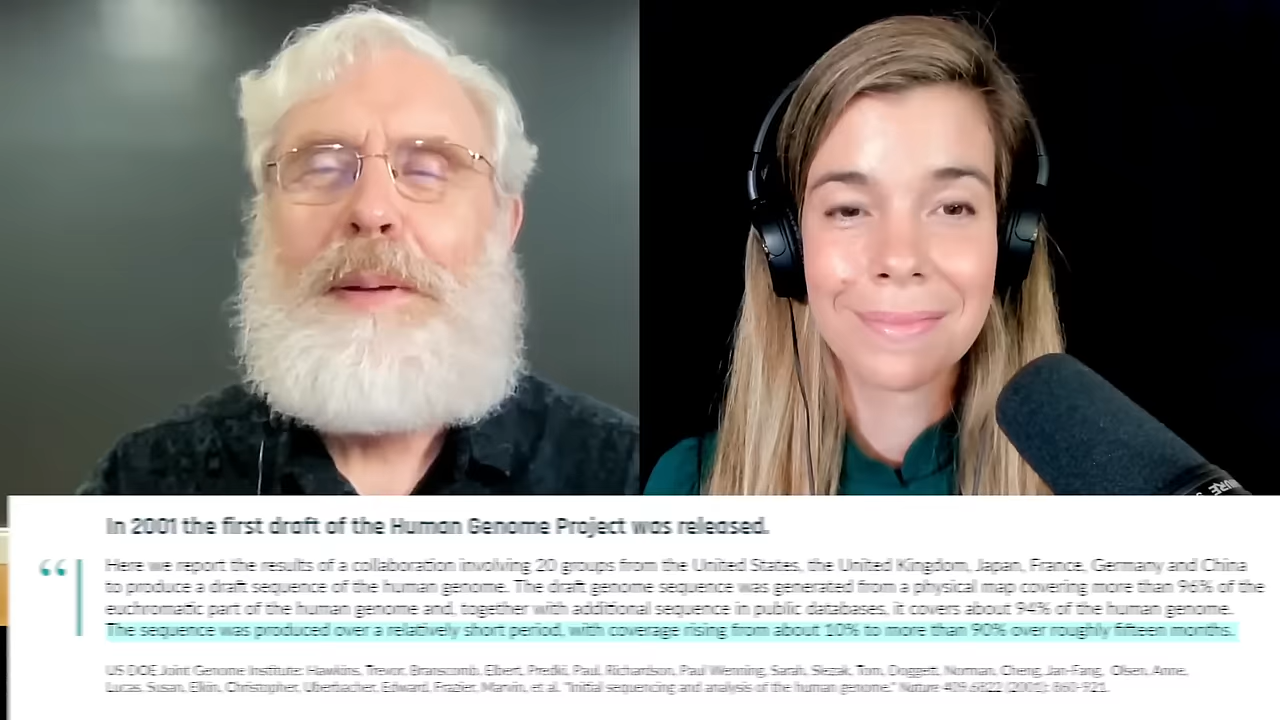 In 2001 the first draft of the Human Genome Project was released.
“
Here we report the results of a collaboration involving 20 groups from the United States, the United Kingdom, Japan, France, Germany and China
to produce a draft sequence of the human genome. The draft genome sequence was generated from a physical map covering more than 96% of the
euchromatic part of the human genome and, together with additional sequence in public databases, it covers about 94% of the human genome.
The sequence was produced over a relatively short period, with coverage rising from about 10% to more than 90% over roughly fifteen months.
US DOE Joint Genome Institute: Hawkins, Trevor, Branscomb, Elbert, Predki, Paul, Richardson, Paul Wenning, Sarah, Slezak, Tom, Doggett, Norman, Cheng, Jan-Fang, Olsen, Anne,
Lucas, Susan, Elkin, Christopher, Uberbacher, Edward, Frazier, Marvin, et al. "Initial sequencing and analysis of the human genome." Nature 409.6822 (2001): 860-921.